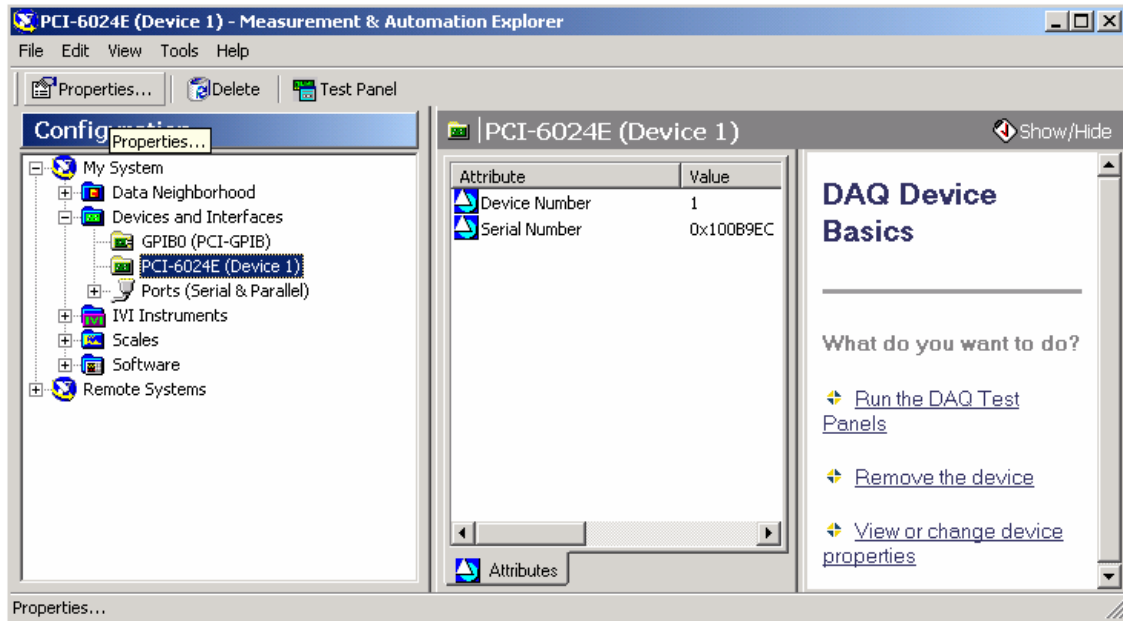 PCI-6024E (Device 1) - Measurement & Automation Explorer
File Edit View Tools Help
Properties... Delete Test Panel
Properties...
My System
Data Neighborhood
Devices and Interfaces
GPIB0 (PCI-GPIB)
PCI-6024E (Device 1)
Ports (Serial & Parallel)
IVI Instruments
Scales
Software
Remote Systems
PCI-6024E (Device 1) Show/Hide
Attribute Value
Device Number 1
Serial Number 0x100B9EC
Attributes
DAQ Device
Basics
What do you want to do?
Run the DAQ Test
Panels
Remove the device
View or change device
properties
Properties...